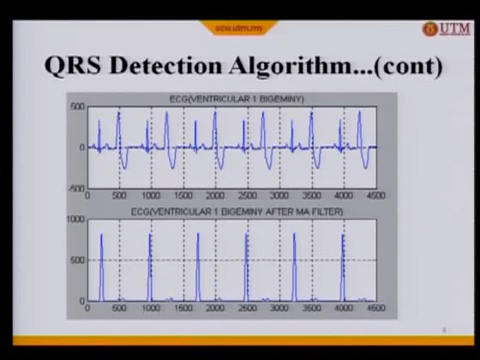 www.utm.my
UTM
QRS Detection Algorithm...(cont)
ECG(VENTRICULAR 1 BIGEMINY)
500
0
-500
0 500 1000 1500 2000 2500 3000 3500 4000 4500
ECG(VENTRICULAR 1 BIGEMINY AFTER MA FILTER)
1000
500
0
0 500 1000 1500 2000 2500 3000 3500 4000 4500